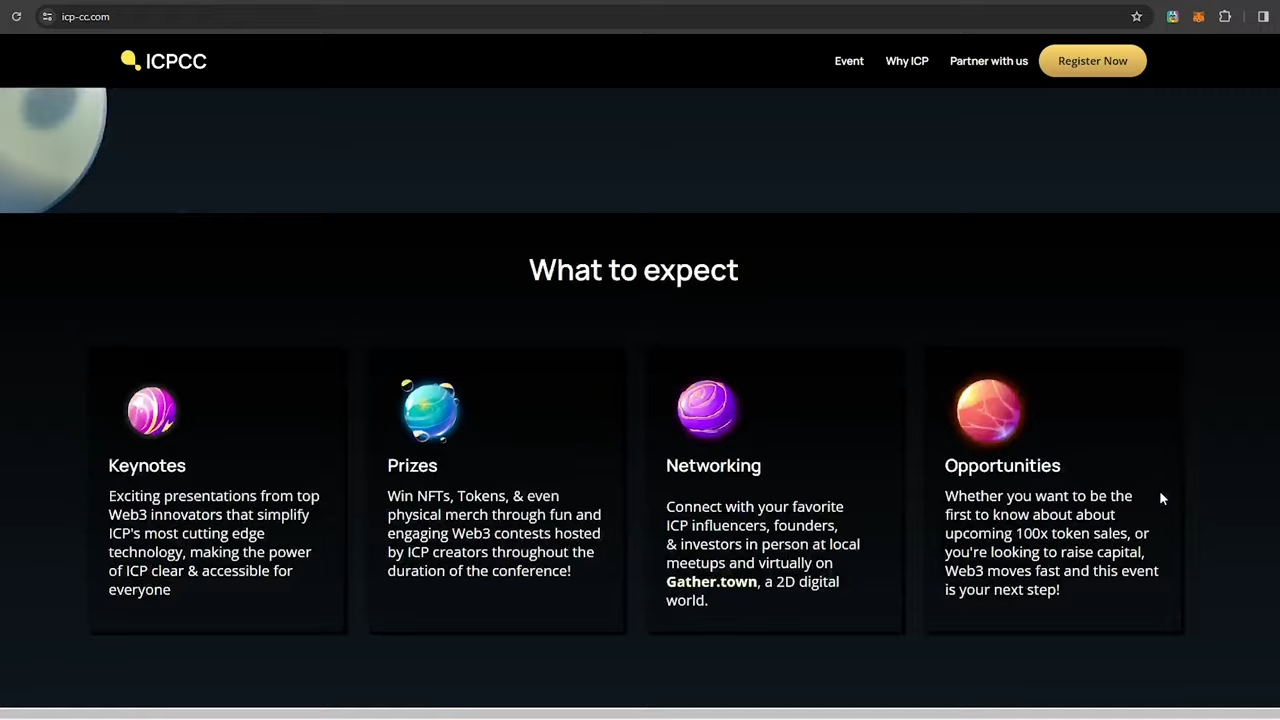 icp-cc.com
ICPCC
Event
Why ICP
Partner with us
Register Now
What to expect
Keynotes
Exciting presentations from top
Web3 innovators that simplify
ICP's most cutting edge
technology, making the power
of ICP clear & accessible for
everyone
Prizes
Win NFTs, Tokens, & even
physical merch through fun and
engaging Web3 contests hosted
by ICP creators throughout the
duration of the conference!
Networking
Connect with your favorite
ICP influencers, founders,
& investors in person at local
meetups and virtually on
Gather.town, a 2D digital
world.
Opportunities
Whether you want to be the
first to know about about
upcoming 100x token sales, or
you're looking to raise capital,
Web3 moves fast and this event
is your next step!